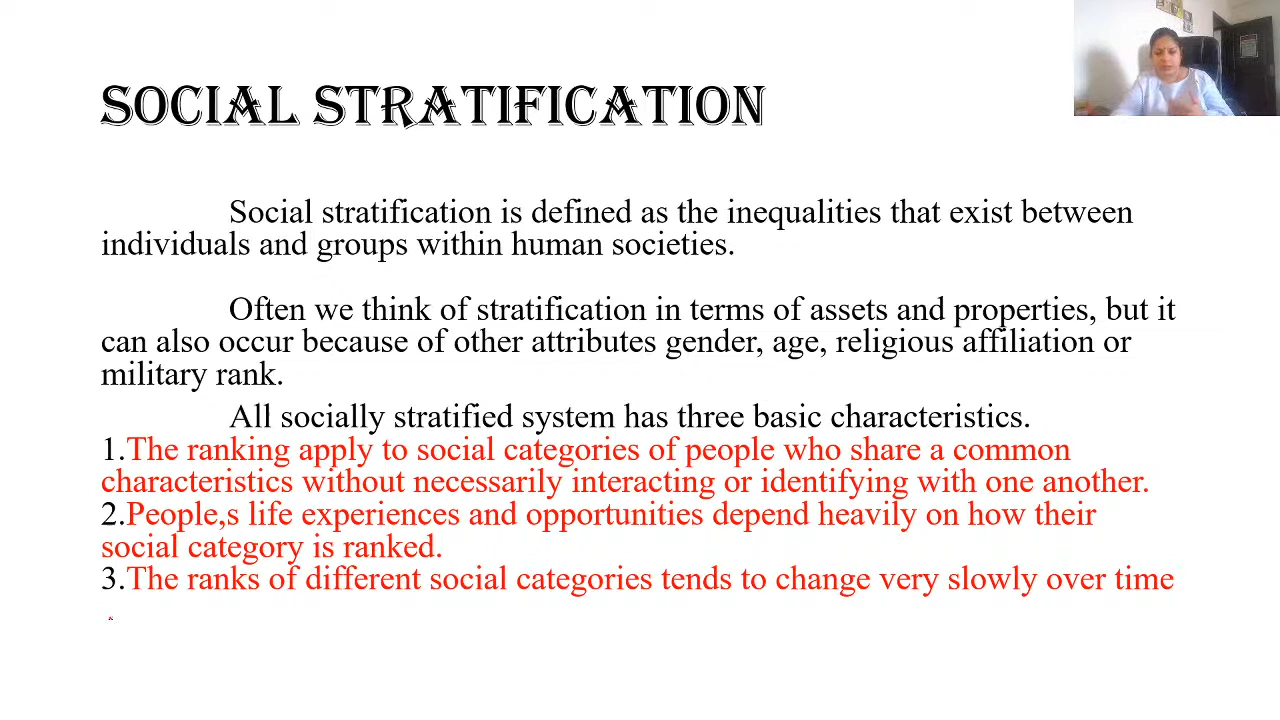 SOCIAL STRATIFICATION
Social stratification is defined as the inequalities that exist between
individuals and groups within human societies.
Often we think of stratification in terms of assets and properties, but it
can also occur because of other attributes gender, age, religious affiliation or
military rank.
All socially stratified system has three basic characteristics.
1.The ranking apply to social categories of people who share a common
characteristics without necessarily interacting or identifying with one another.
2.People,s life experiences and opportunities depend heavily on how their
social category is ranked.
3.The ranks of different social categories tends to change very slowly over time